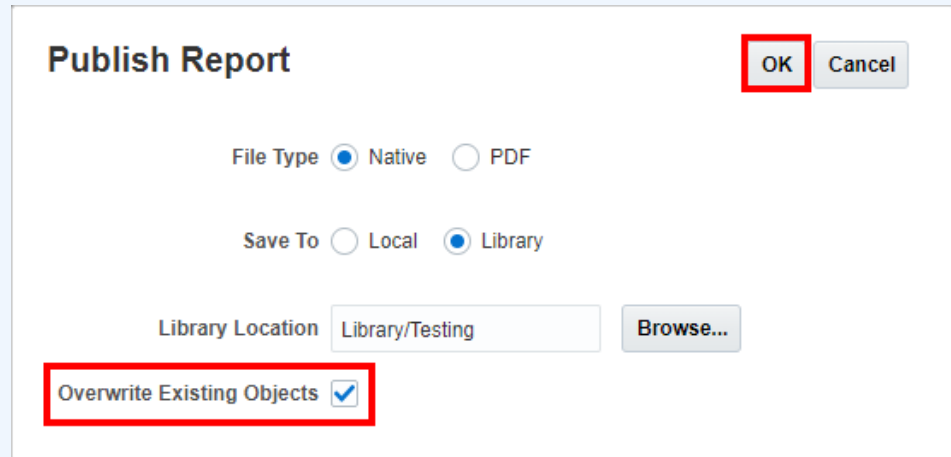 Publish Report
OK Cancel
File Type Native PDF
Save To Local Library
Library Location Library/Testing Browse...
Overwrite Existing Objects